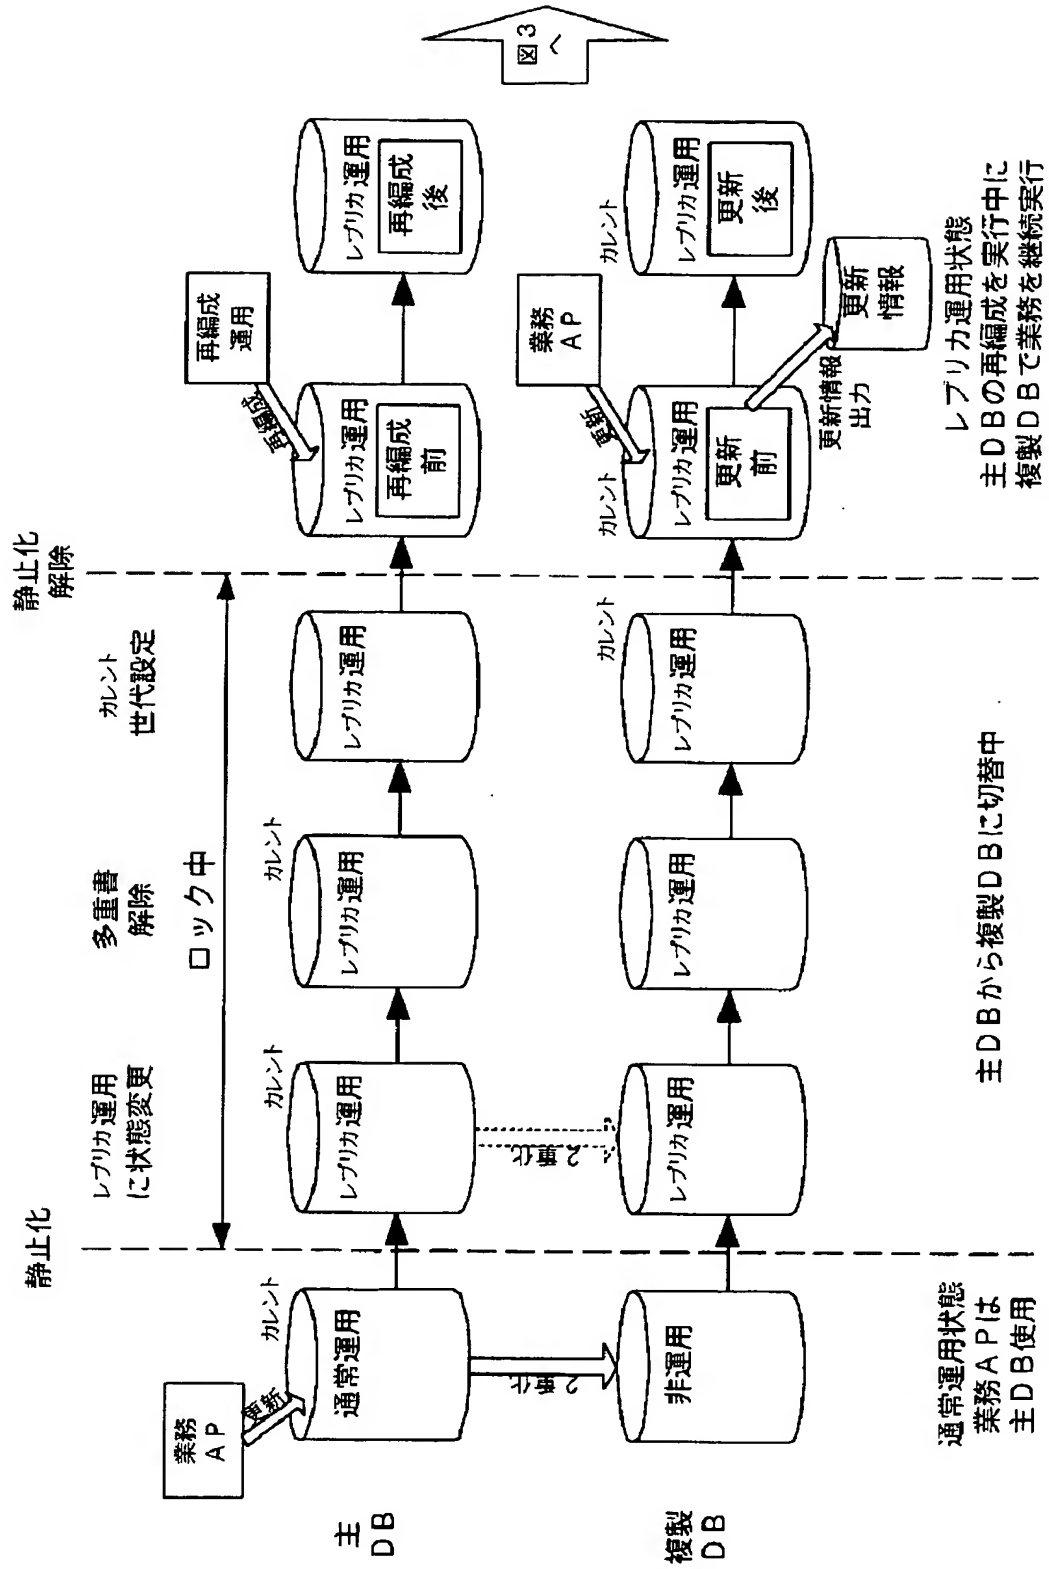 静止化
静止化
解除
レプリカ運用
に状態変更
多重書
解除
カレント
世代設定
ロック中
主
DB
業務
AP
更新
カレント
通常運用
カレント
レプリカ運用
カレント
レプリカ運用
レプリカ運用
再編成
運用
再編成
レプリカ運用
再編成
前
レプリカ運用
再編成
後
図3
へ
2重化
2重化
複製
DB
非運用
レプリカ運用
レプリカ運用
カレント
レプリカ運用
業務
AP
更新
カレント
レプリカ運用
更新
前
カレント
レプリカ運用
更新
後
更新情報
出力
更新
情報
通常運用状態
業務APは
主DB使用
主DBから複製DBに切替中
レプリカ運用状態
主DBの再編成を実行中に
複製DBで業務を継続実行